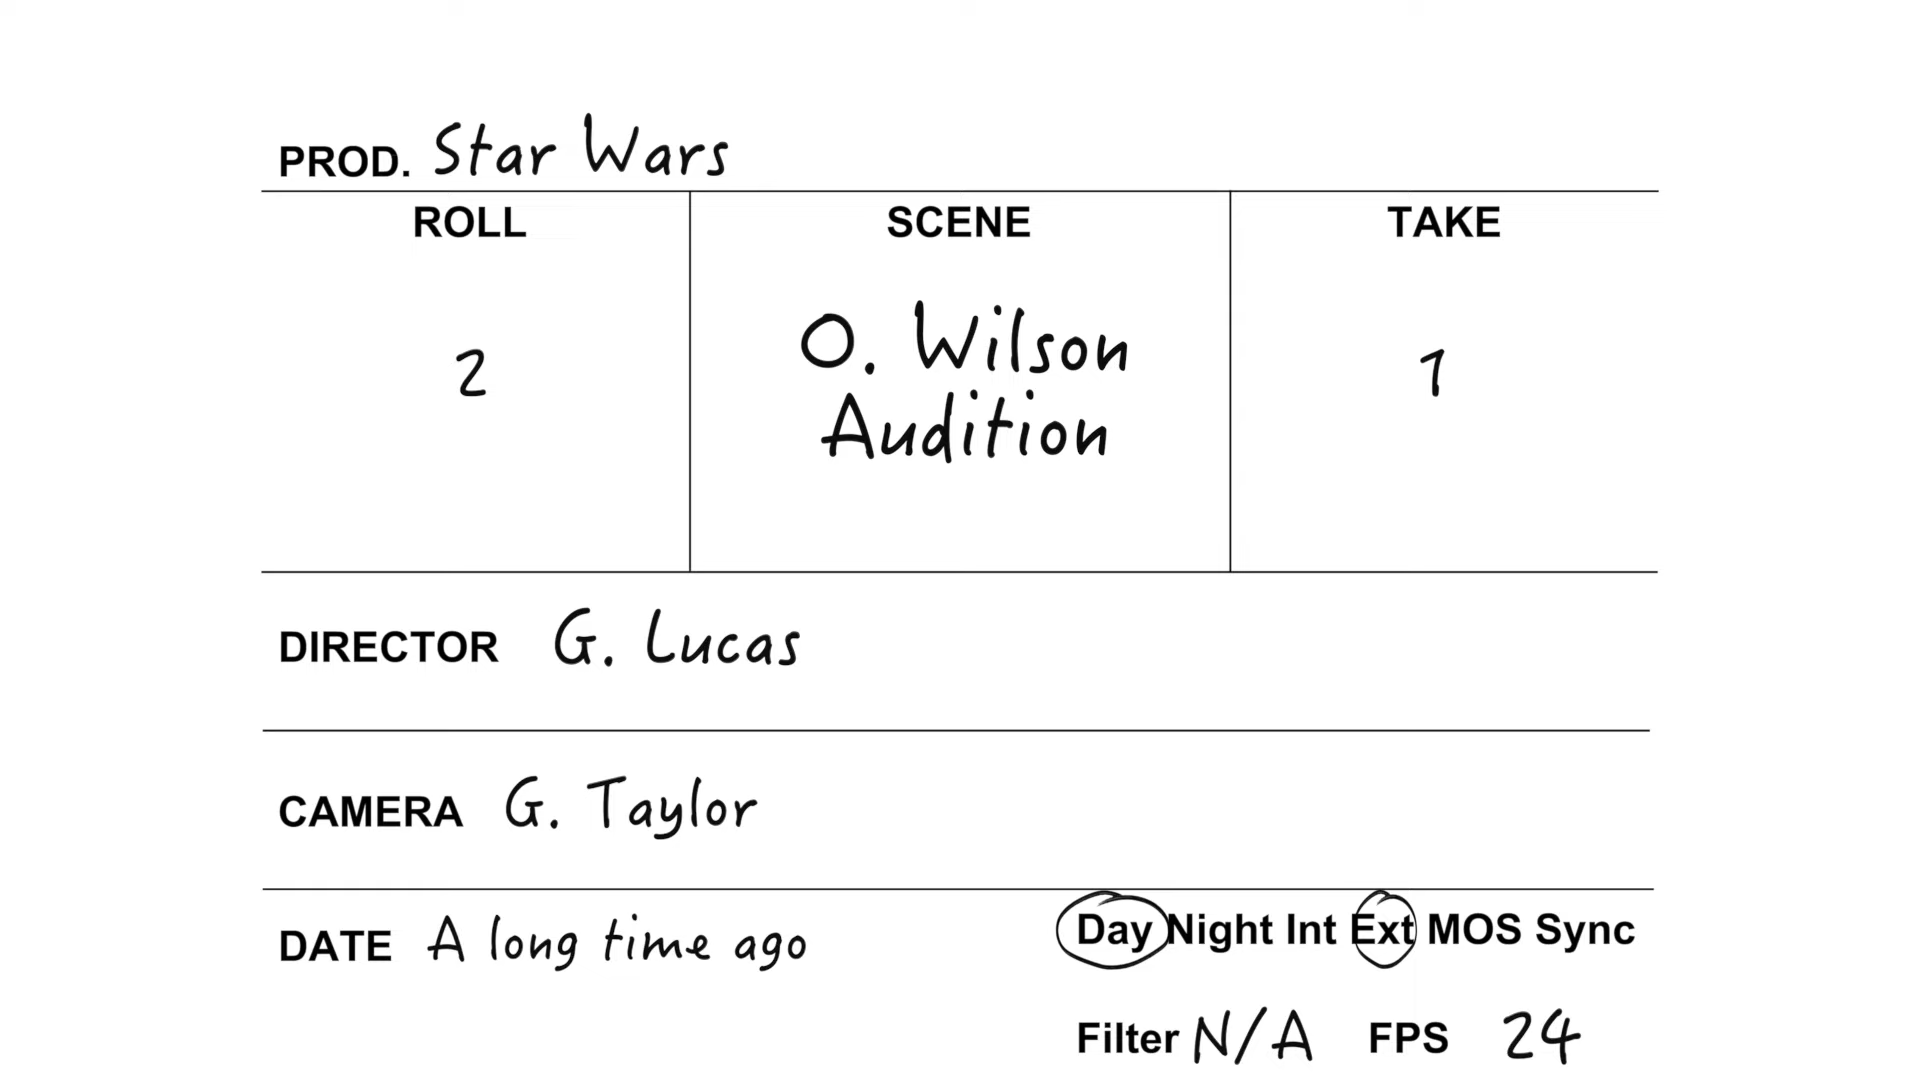 PROD. Star Wars
ROLL SCENE TAKE
2 O. Wilson 1
Audition
DIRECTOR G. Lucas
CAMERA G. Taylor
DATE A long time ago Day Night Int Ext MOS Sync
Filter N/A FPS 24